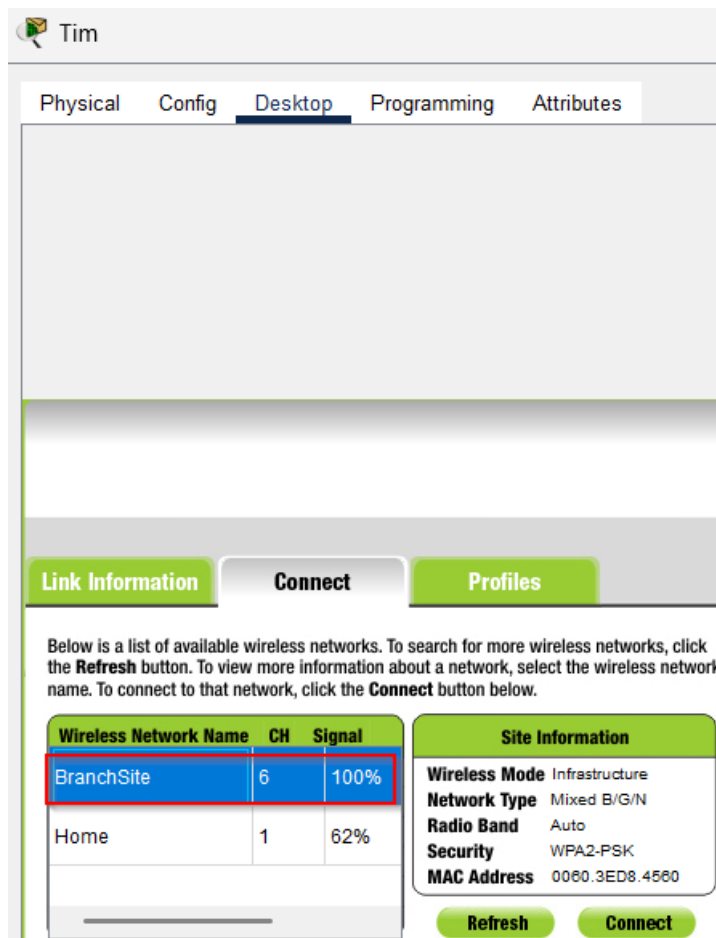 Tim
Physical Config Desktop Programming Attributes
Link Information Connect Profiles
Below is a list of available wireless networks. To search for more wireless networks, click
the Refresh button. To view more information about a network, select the wireless network
name. To connect to that network, click the Connect button below.
Wireless Network Name CH Signal
BranchSite 6 100%
Home 1 62%
Site Information
Wireless Mode Infrastructure
Network Type Mixed B/G/N
Radio Band Auto
Security WPA2-PSK
MAC Address 0060.3ED8.4560
Refresh Connect